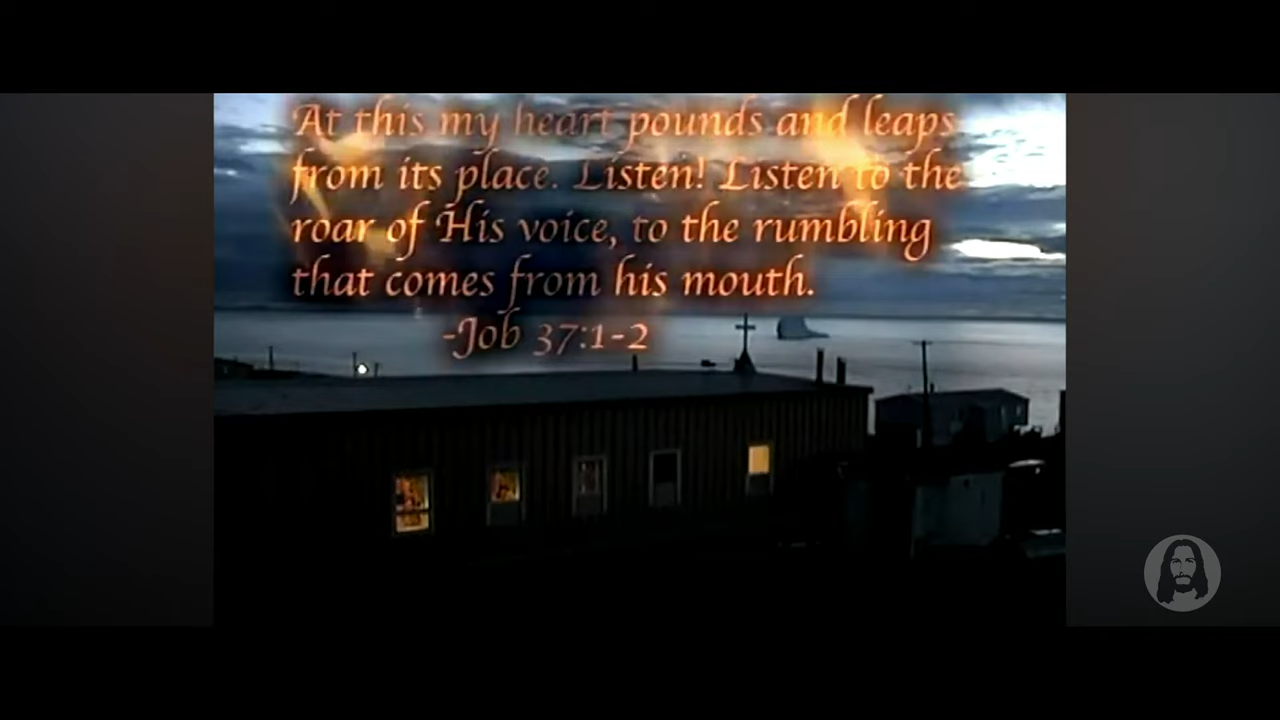 At this my heart pounds and leaps
from its place. Listen! Listen to the
roar of His voice, to the rumbling
that comes from his mouth.
-Job 37:1-2